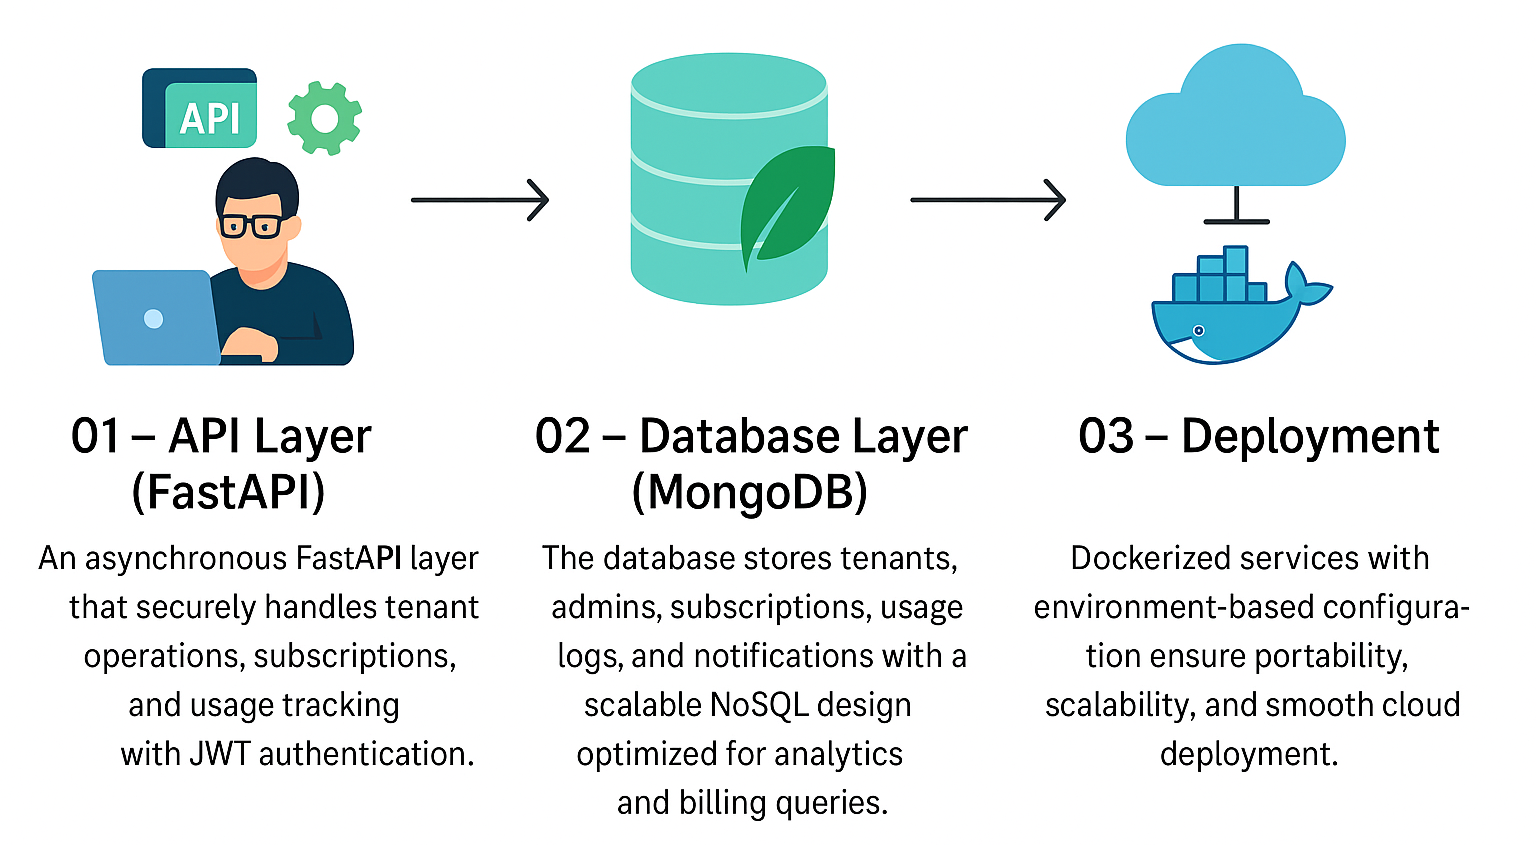 API
01 – API Layer
(FastAPI)
An asynchronous FastAPI layer
that securely handles tenant
operations, subscriptions,
and usage tracking
with JWT authentication.
02 – Database Layer
(MongoDB)
The database stores tenants,
admins, subscriptions, usage
logs, and notifications with a
scalable NoSQL design
optimized for analytics
and billing queries.
03 – Deployment
Dockerized services with
environment-based configura-
tion ensure portability,
scalability, and smooth cloud
deployment.